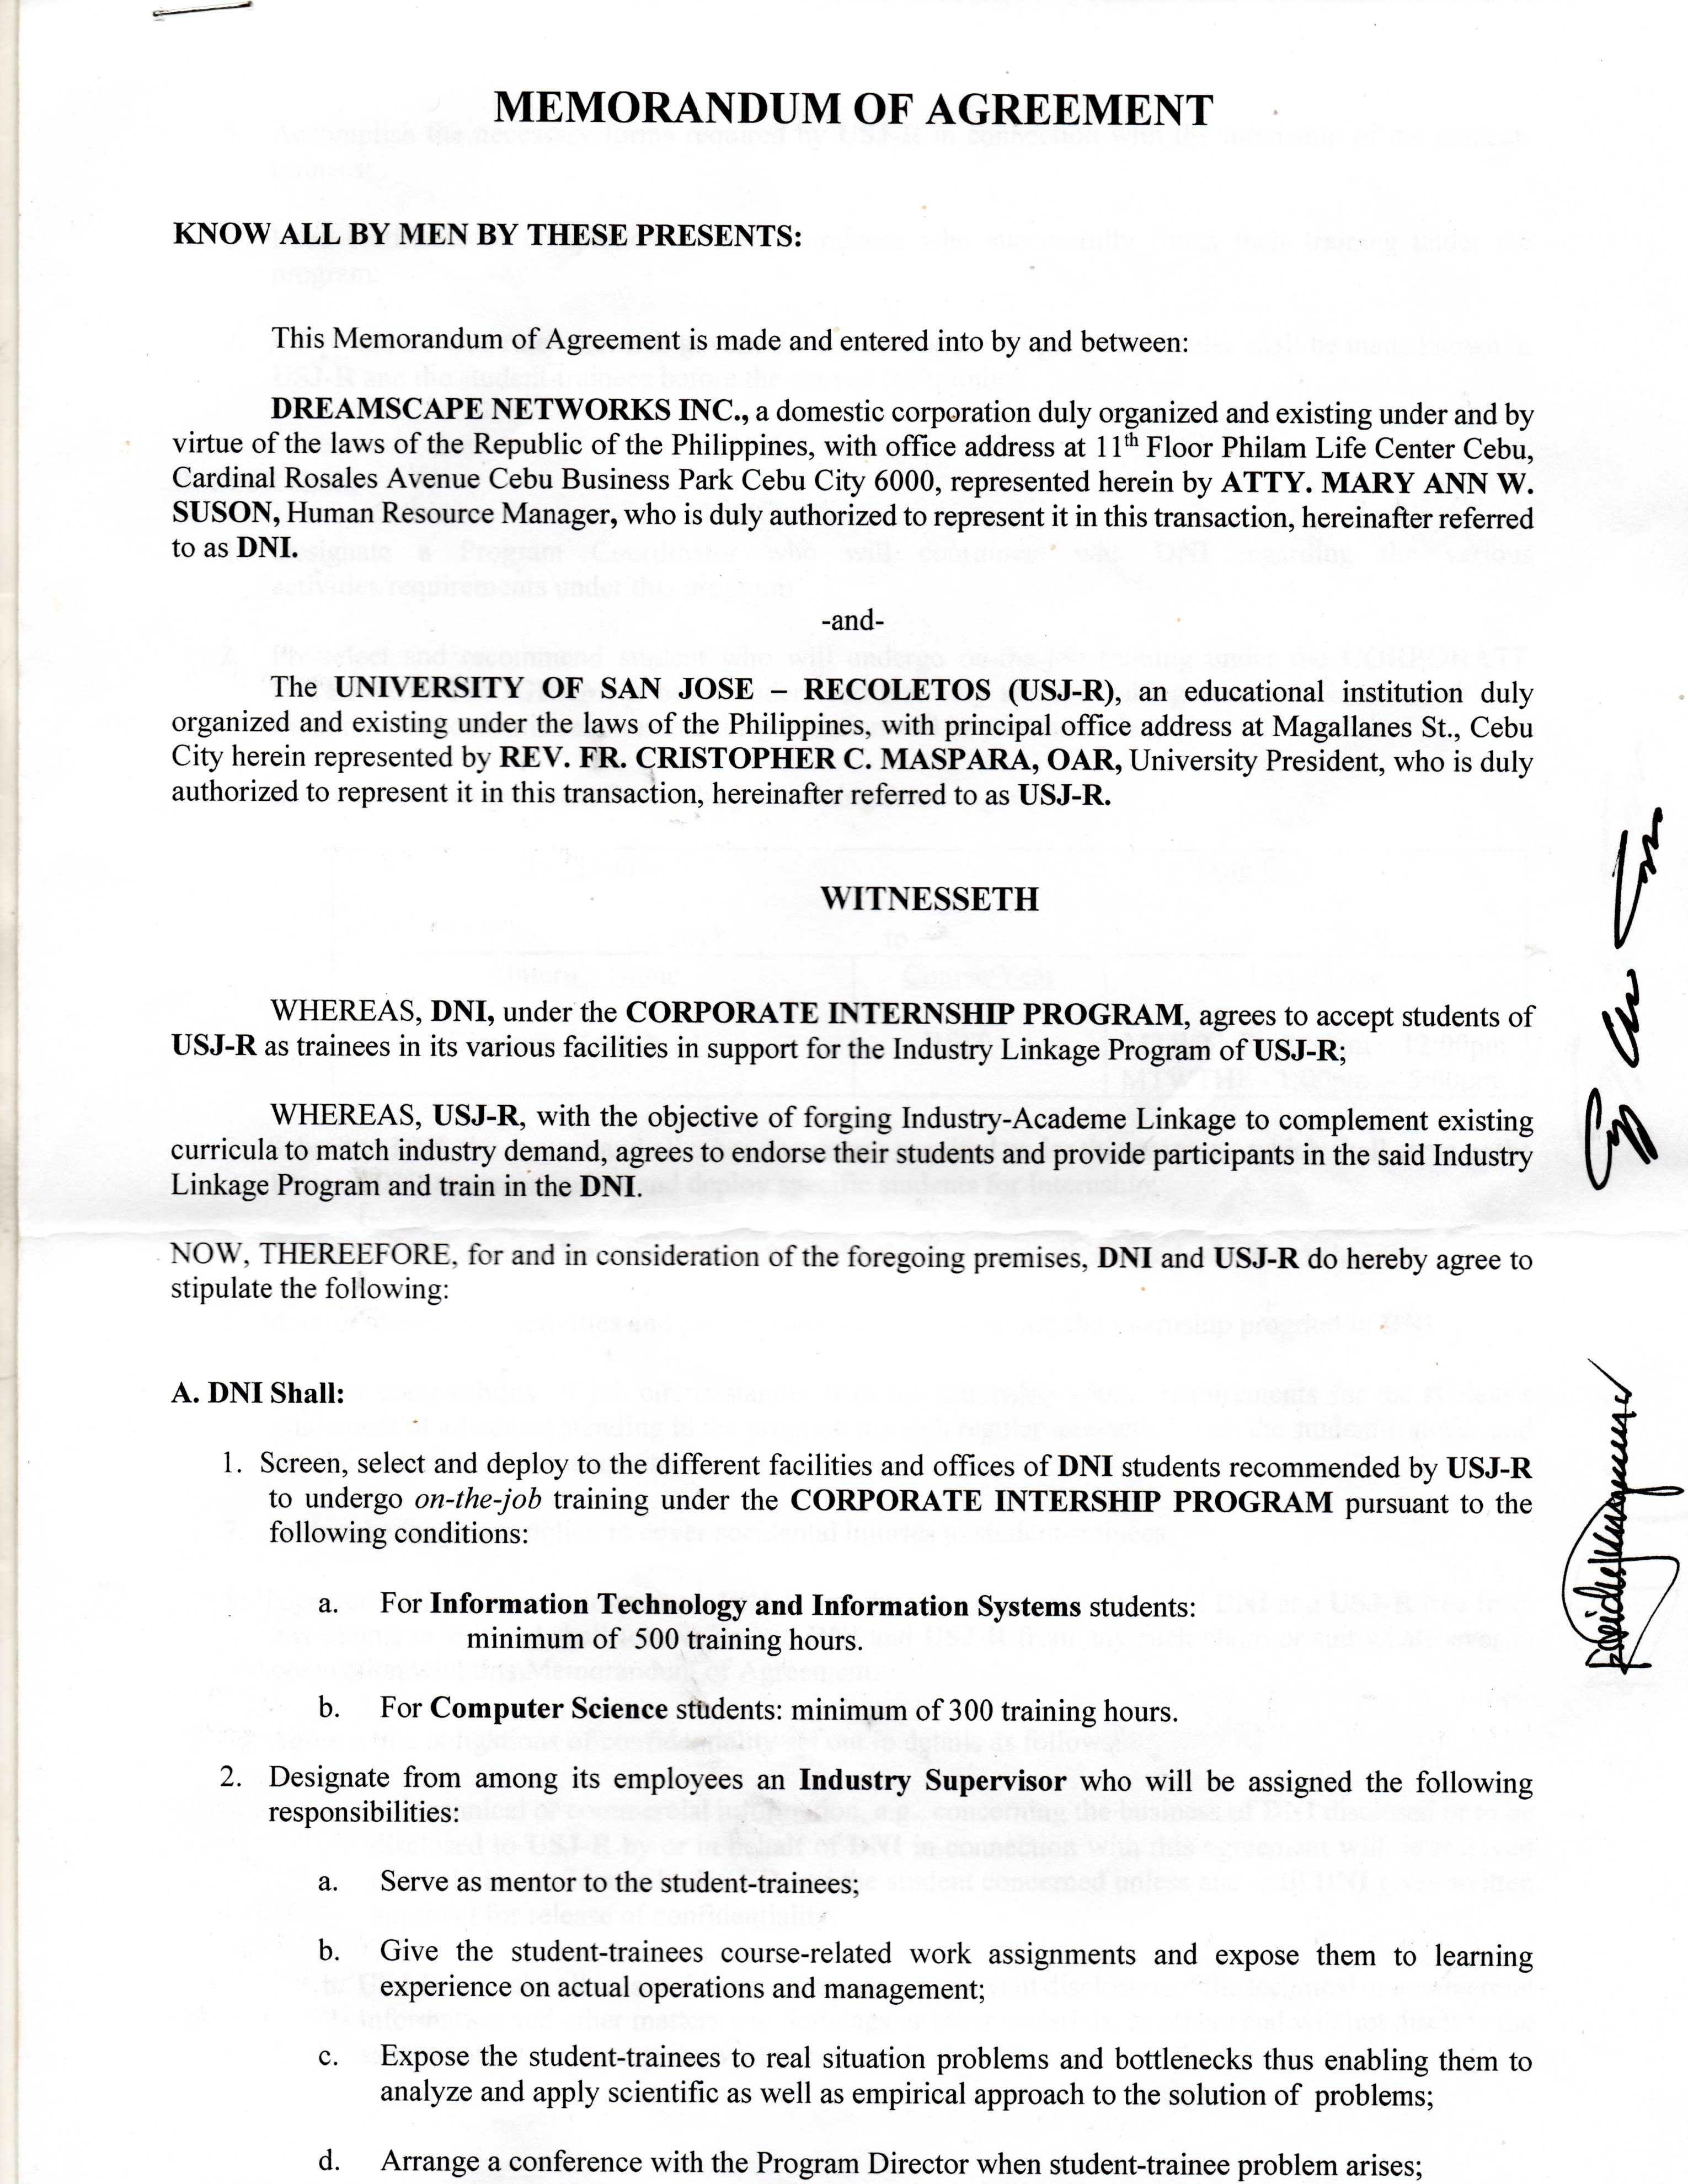 MEMORANDUM OF AGREEMENT
KNOW ALL BY MEN BY THESE PRESENTS:
This Memorandum of Agreement is made and entered into by and between:
DREAMSCAPE NETWORKS INC., a domestic corporation duly organized and existing under and by
virtue of the laws of the Republic of the Philippines, with office address at 11th Floor Philam Life Center Cebu,
Cardinal Rosales Avenue Cebu Business Park Cebu City 6000, represented herein by ATTY. MARY ANN W.
SUSON, Human Resource Manager, who is duly authorized to represent it in this transaction, hereinafter referred
to as DNI.
-and-
The UNIVERSITY OF SAN JOSE – RECOLETOS (USJ-R), an educational institution duly
organized and existing under the laws of the Philippines, with principal office address at Magallanes St., Cebu
City herein represented by REV. FR. CRISTOPHER C. MASPARA, OAR, University President, who is duly
authorized to represent it in this transaction, hereinafter referred to as USJ-R.
WITNESSETH
WHEREAS, DNI, under the CORPORATE INTERNSHIP PROGRAM, agrees to accept students of
USJ-R as trainees in its various facilities in support for the Industry Linkage Program of USJ-R;
WHEREAS, USJ-R, with the objective of forging Industry-Academe Linkage to complement existing
curricula to match industry demand, agrees to endorse their students and provide participants in the said Industry
Linkage Program and train in the DNI.
NOW, THEREEFORE, for and in consideration of the foregoing premises, DNI and USJ-R do hereby agree to
stipulate the following:
A. DNI Shall:
1. Screen, select and deploy to the different facilities and offices of DNI students recommended by USJ-R
to undergo on-the-job training under the CORPORATE INTERSHIP PROGRAM pursuant to the
following conditions:
a. For Information Technology and Information Systems students:
minimum of 500 training hours.
b. For Computer Science students: minimum of 300 training hours.
2. Designate from among its employees an Industry Supervisor who will be assigned the following
responsibilities:
a. Serve as mentor to the student-trainees;
b. Give the student-trainees course-related work assignments and expose them to learning
experience on actual operations and management;
c. Expose the student-trainees to real situation problems and bottlenecks thus enabling them to
analyze and apply scientific as well as empirical approach to the solution of problems;
d. Arrange a conference with the Program Director when student-trainee problem arises;